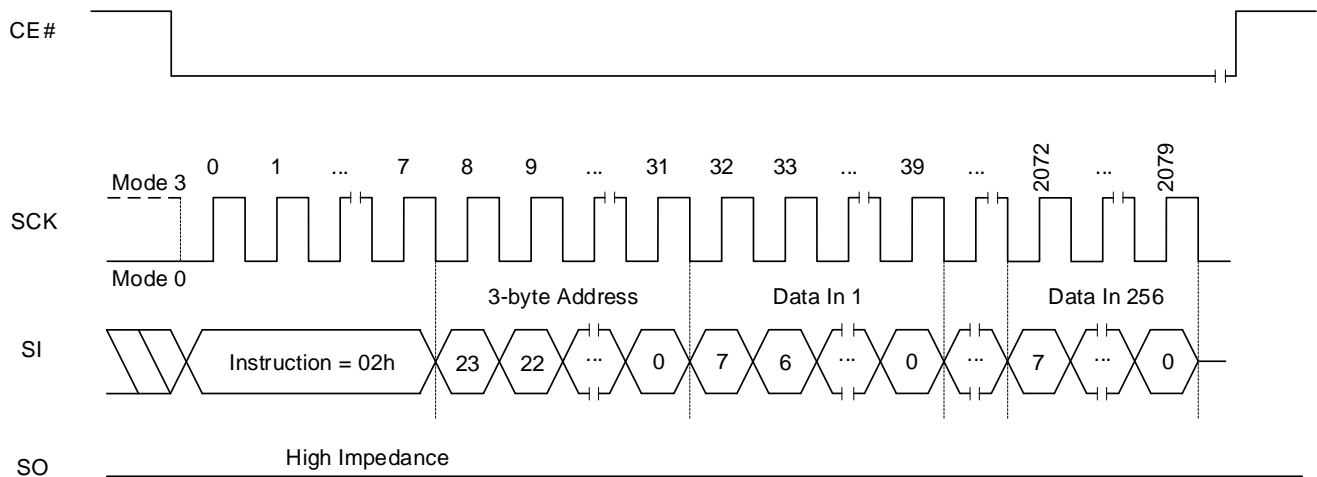 CE#
0 1 ... 7 8 9 ... 31 32 33 ... 39 ... 2072 ... 2079
Mode 3
SCK
Mode 0
3-byte Address Data In 1 Data In 256
SI Instruction = 02h 23 22 ... 0 7 6 ... 0 ... 7 ... 0
High Impedance
SO